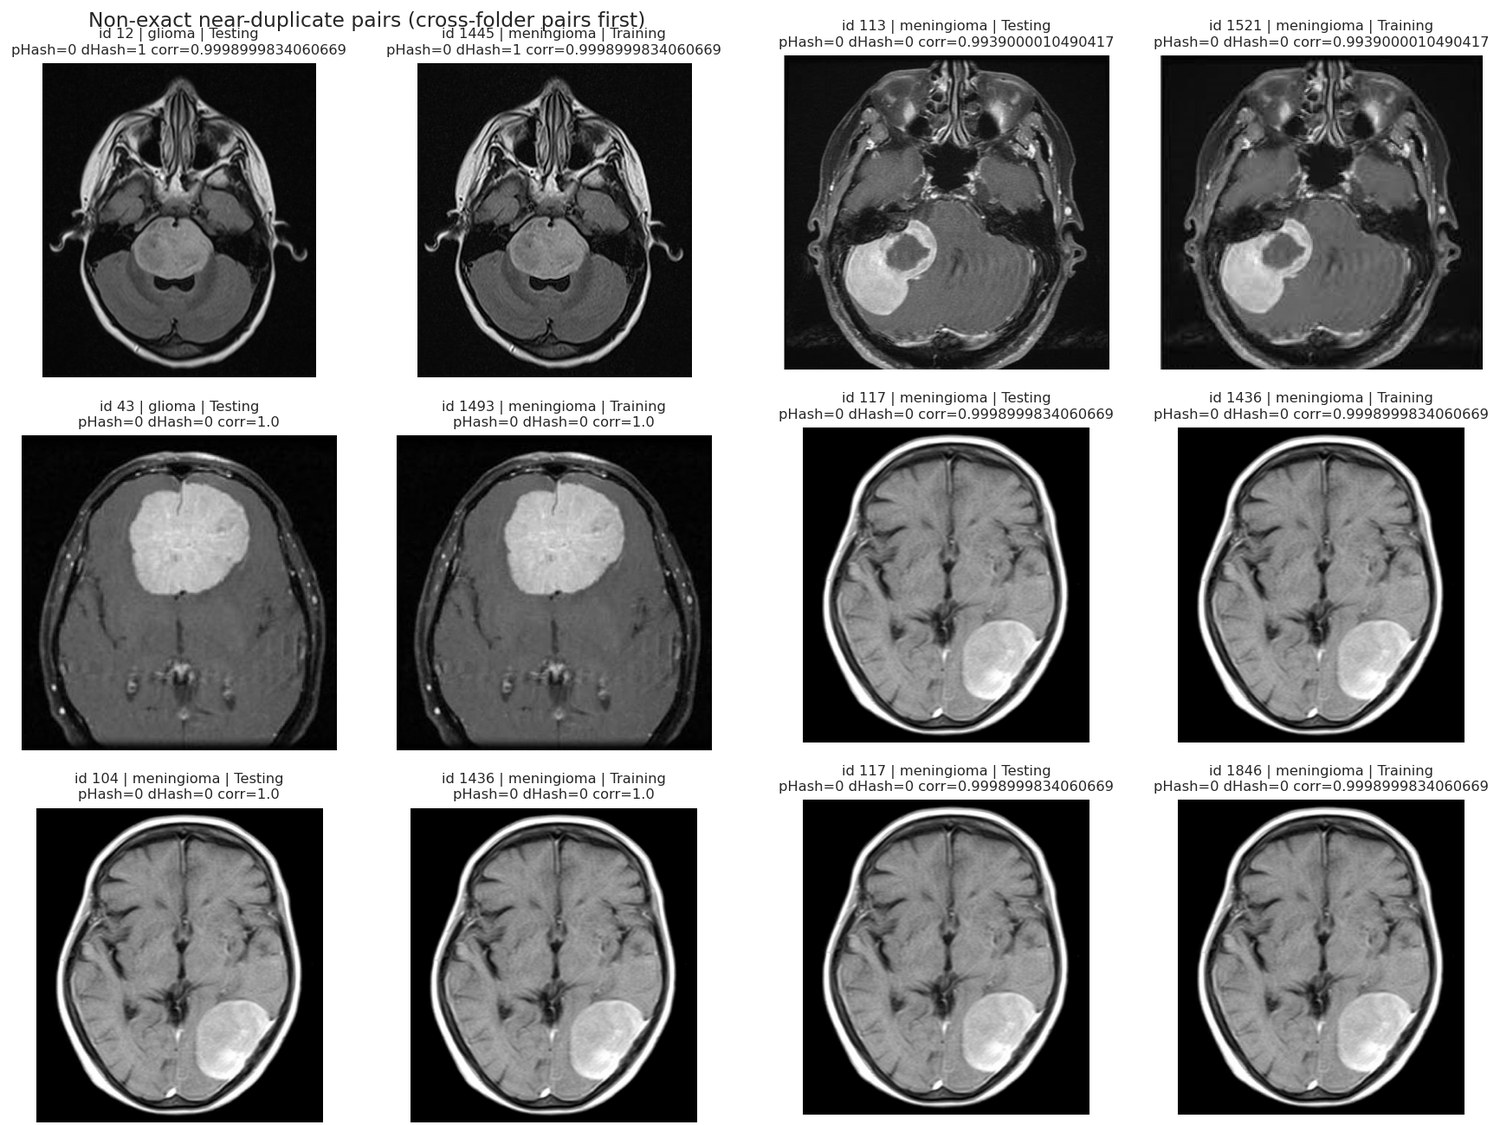 Non-exact near-duplicate pairs (cross-folder pairs first)
id 12 | glioma | Testing
pHash=0 dHash=1 corr=0.9998999834060669
id 1445 | meningioma | Training
pHash=0 dHash=1 corr=0.9998999834060669
id 113 | meningioma | Testing
pHash=0 dHash=0 corr=0.9939000010490417
id 1521 | meningioma | Training
pHash=0 dHash=0 corr=0.9939000010490417
id 43 | glioma | Testing
pHash=0 dHash=0 corr=1.0
id 1493 | meningioma | Training
pHash=0 dHash=0 corr=1.0
id 117 | meningioma | Testing
pHash=0 dHash=0 corr=0.9998999834060669
id 1436 | meningioma | Training
pHash=0 dHash=0 corr=0.9998999834060669
id 104 | meningioma | Testing
pHash=0 dHash=0 corr=1.0
id 1436 | meningioma | Training
pHash=0 dHash=0 corr=1.0
id 117 | meningioma | Testing
pHash=0 dHash=0 corr=0.9998999834060669
id 1846 | meningioma | Training
pHash=0 dHash=0 corr=0.9998999834060669